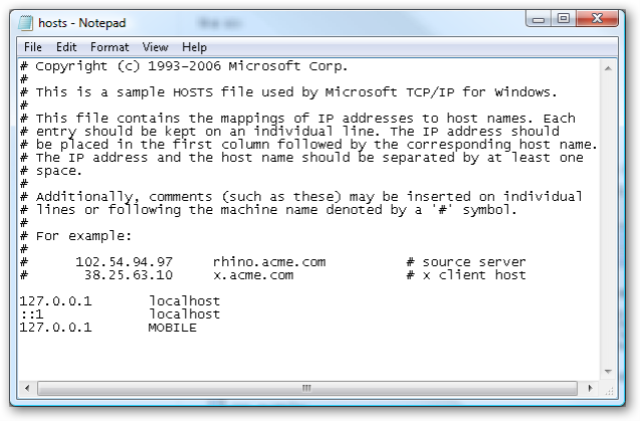 hosts - Notepad
File Edit Format View Help
# Copyright (c) 1993-2006 Microsoft Corp.
#
# This is a sample HOSTS file used by Microsoft TCP/IP for Windows.
#
# This file contains the mappings of IP addresses to host names. Each
# entry should be kept on an individual line. The IP address should
# be placed in the first column followed by the corresponding host name.
# The IP address and the host name should be separated by at least one
# space.
#
# Additionally, comments (such as these) may be inserted on individual
# lines or following the machine name denoted by a '#' symbol.
#
# For example:
#
#      102.54.94.97     rhino.acme.com          # source server
#       38.25.63.10     x.acme.com              # x client host

127.0.0.1       localhost
::1             localhost
127.0.0.1       MOBILE